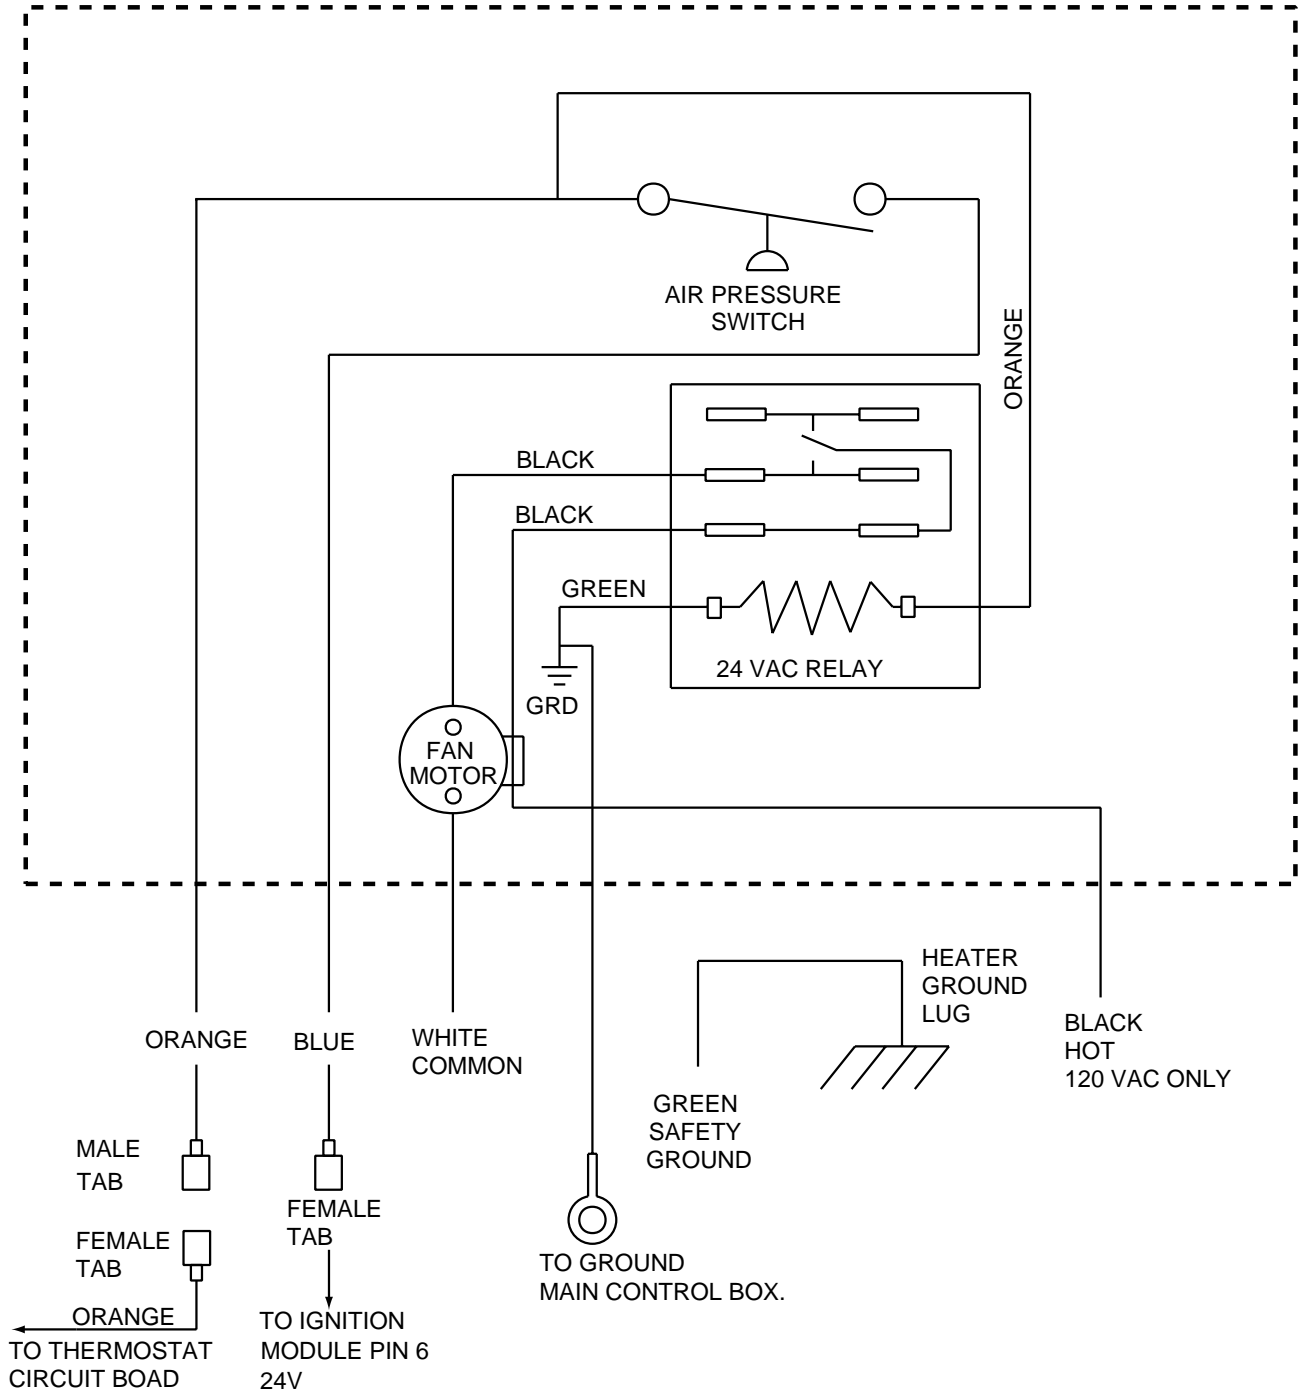 AIR PRESSURE
SWITCH
ORANGE
BLACK
BLACK
GREEN
24 VAC RELAY
GRD
FAN
MOTOR
HEATER
GROUND
LUG
ORANGE
BLUE
WHITE
COMMON
BLACK
HOT
120 VAC ONLY
GREEN
SAFETY
GROUND
MALE
TAB
FEMALE
TAB
FEMALE
TAB
TO GROUND
MAIN CONTROL BOX.
ORANGE
TO THERMOSTAT
CIRCUIT BOAD
TO IGNITION
MODULE PIN 6
24V